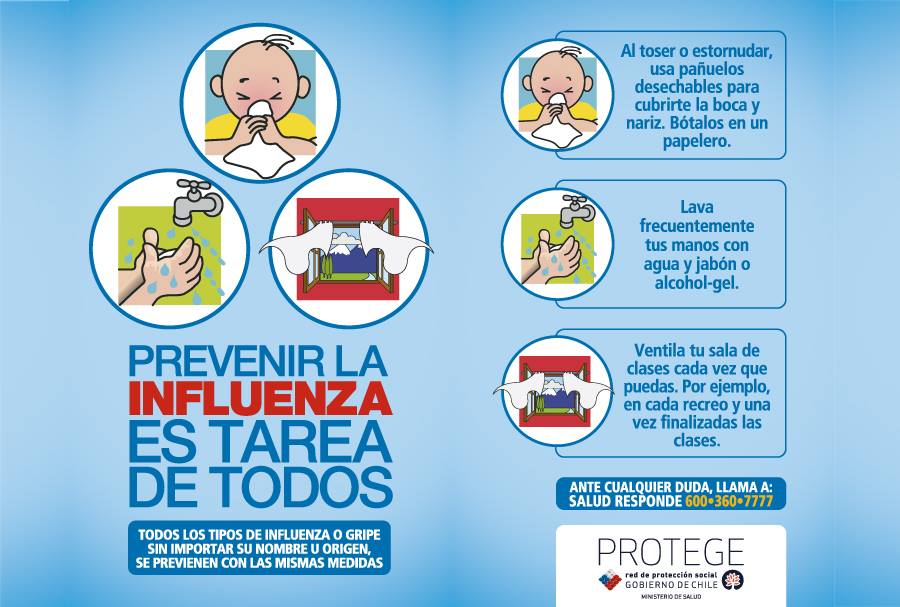 PREVENIR LA
INFLUENZA
ES TAREA
DE TODOS
TODOS LOS TIPOS DE INFLUENZA O GRIPE
SIN IMPORTAR SU NOMBRE U ORIGEN,
SE PREVIENEN CON LAS MISMAS MEDIDAS
Al toser o estornudar,
usa pañuelos
desechables para
cubrirte la boca y
nariz. Bótalos en un
papelero.
Lava
frecuentemente
tus manos con
agua y jabón o
alcohol-gel.
Ventila tu sala de
clases cada vez que
puedas. Por ejemplo,
en cada recreo y una
vez finalizadas las
clases.
ANTE CUALQUIER DUDA, LLAMA A:
SALUD RESPONDE 600•360•7777
PROTEGE
red de protección social
GOBIERNO DE CHILE
MINISTERIO DE SALUD